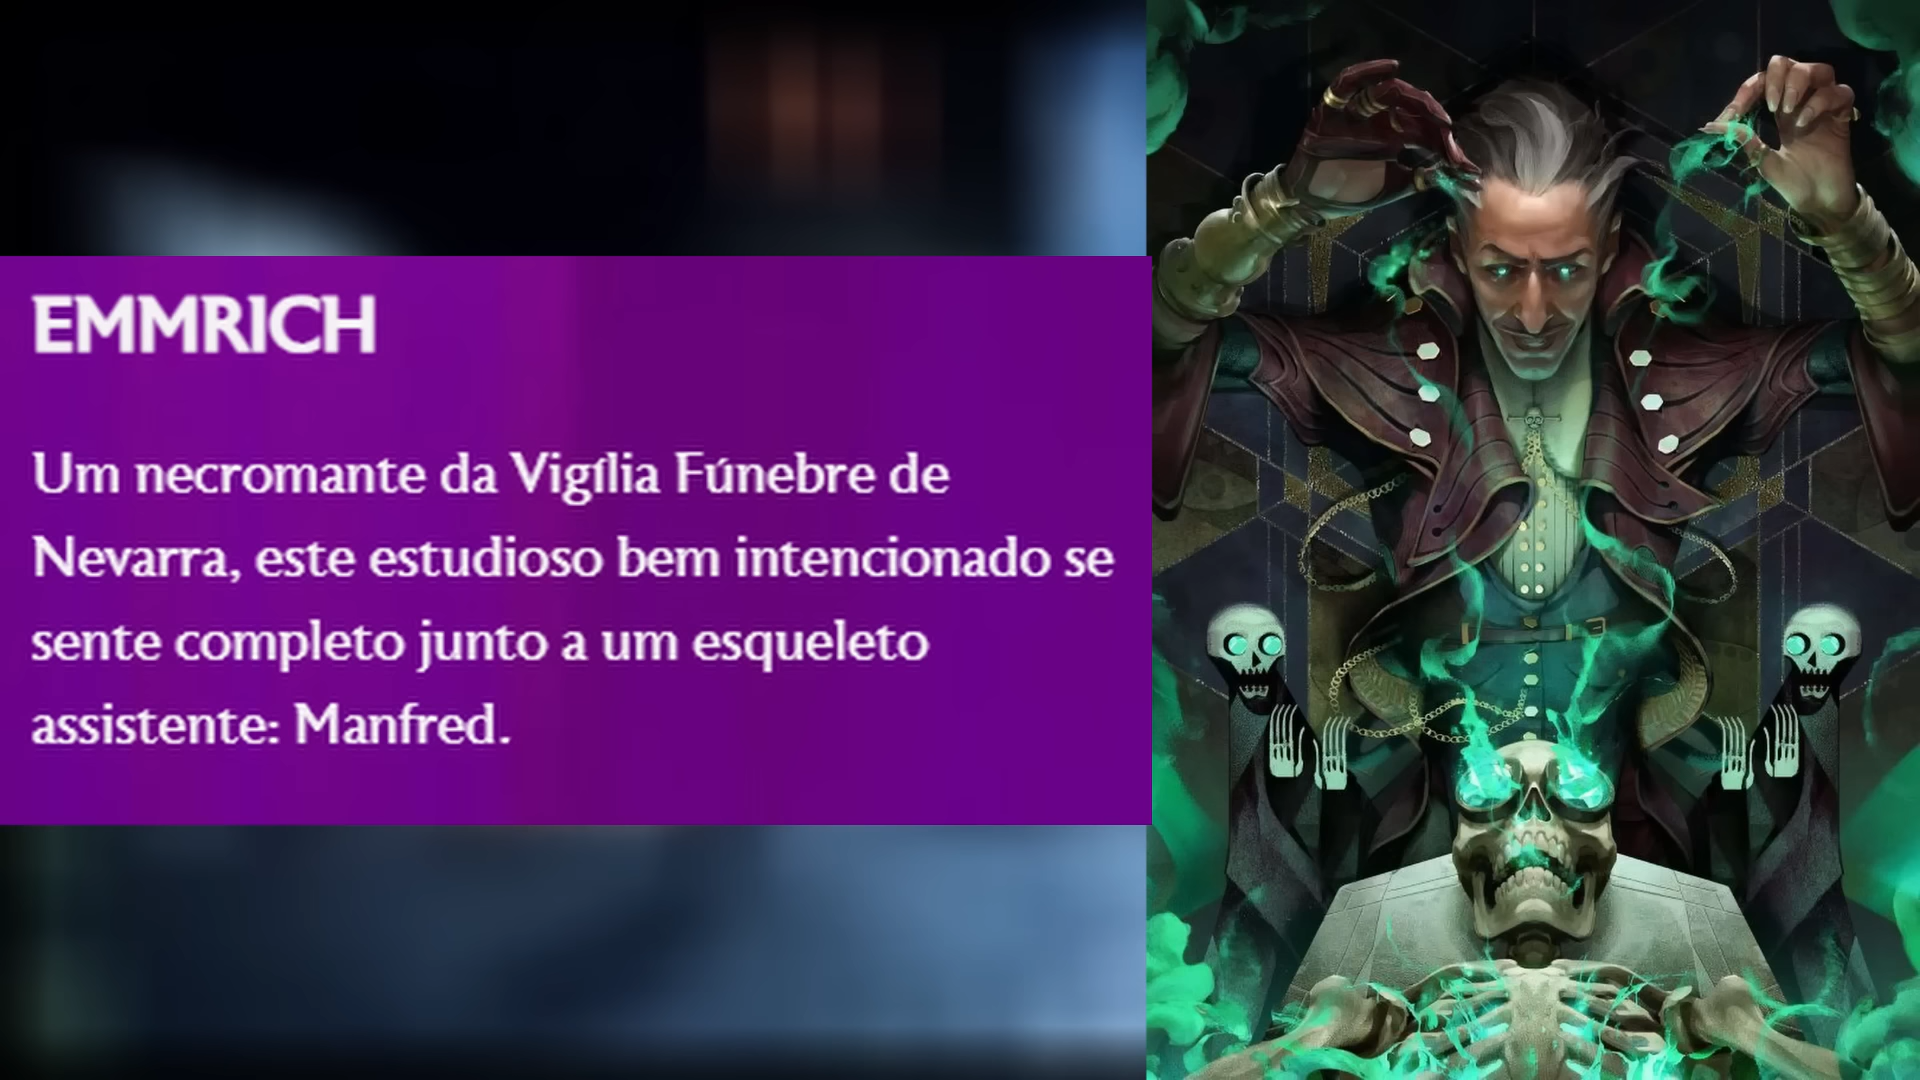 EMMRICH
Um necromante da Vigília Fúnebre de
Nevarra, este estudioso bem intencionado se
sente completo junto a um esqueleto
assistente: Manfred.